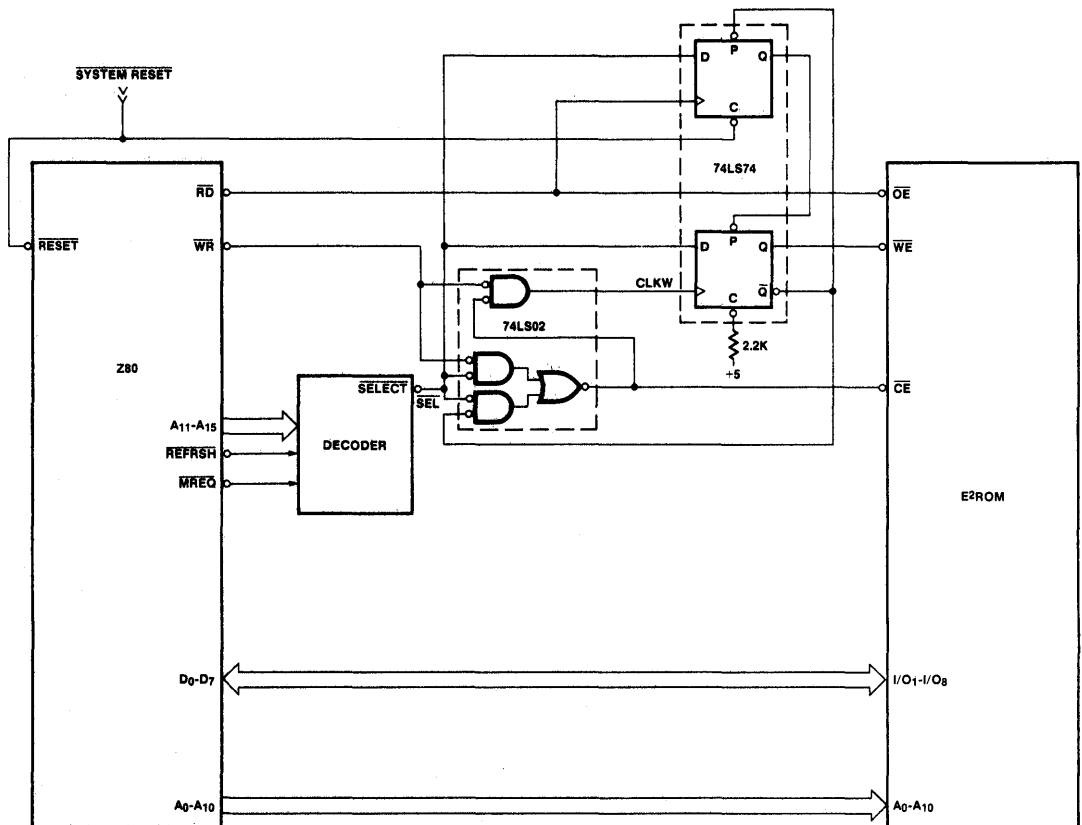 SYSTEM RESET
D
P
Q
C
74LS74
RD
OE
RESET
WR
D
P
Q
WE
CLKW
Q
C
74LS02
2.2K
+5
Z80
SELECT
SEL
CE
A11-A15
DECODER
REFRSH
MREQ
E2ROM
D0-D7
I/O1-I/O8
A0-A10
A0-A10